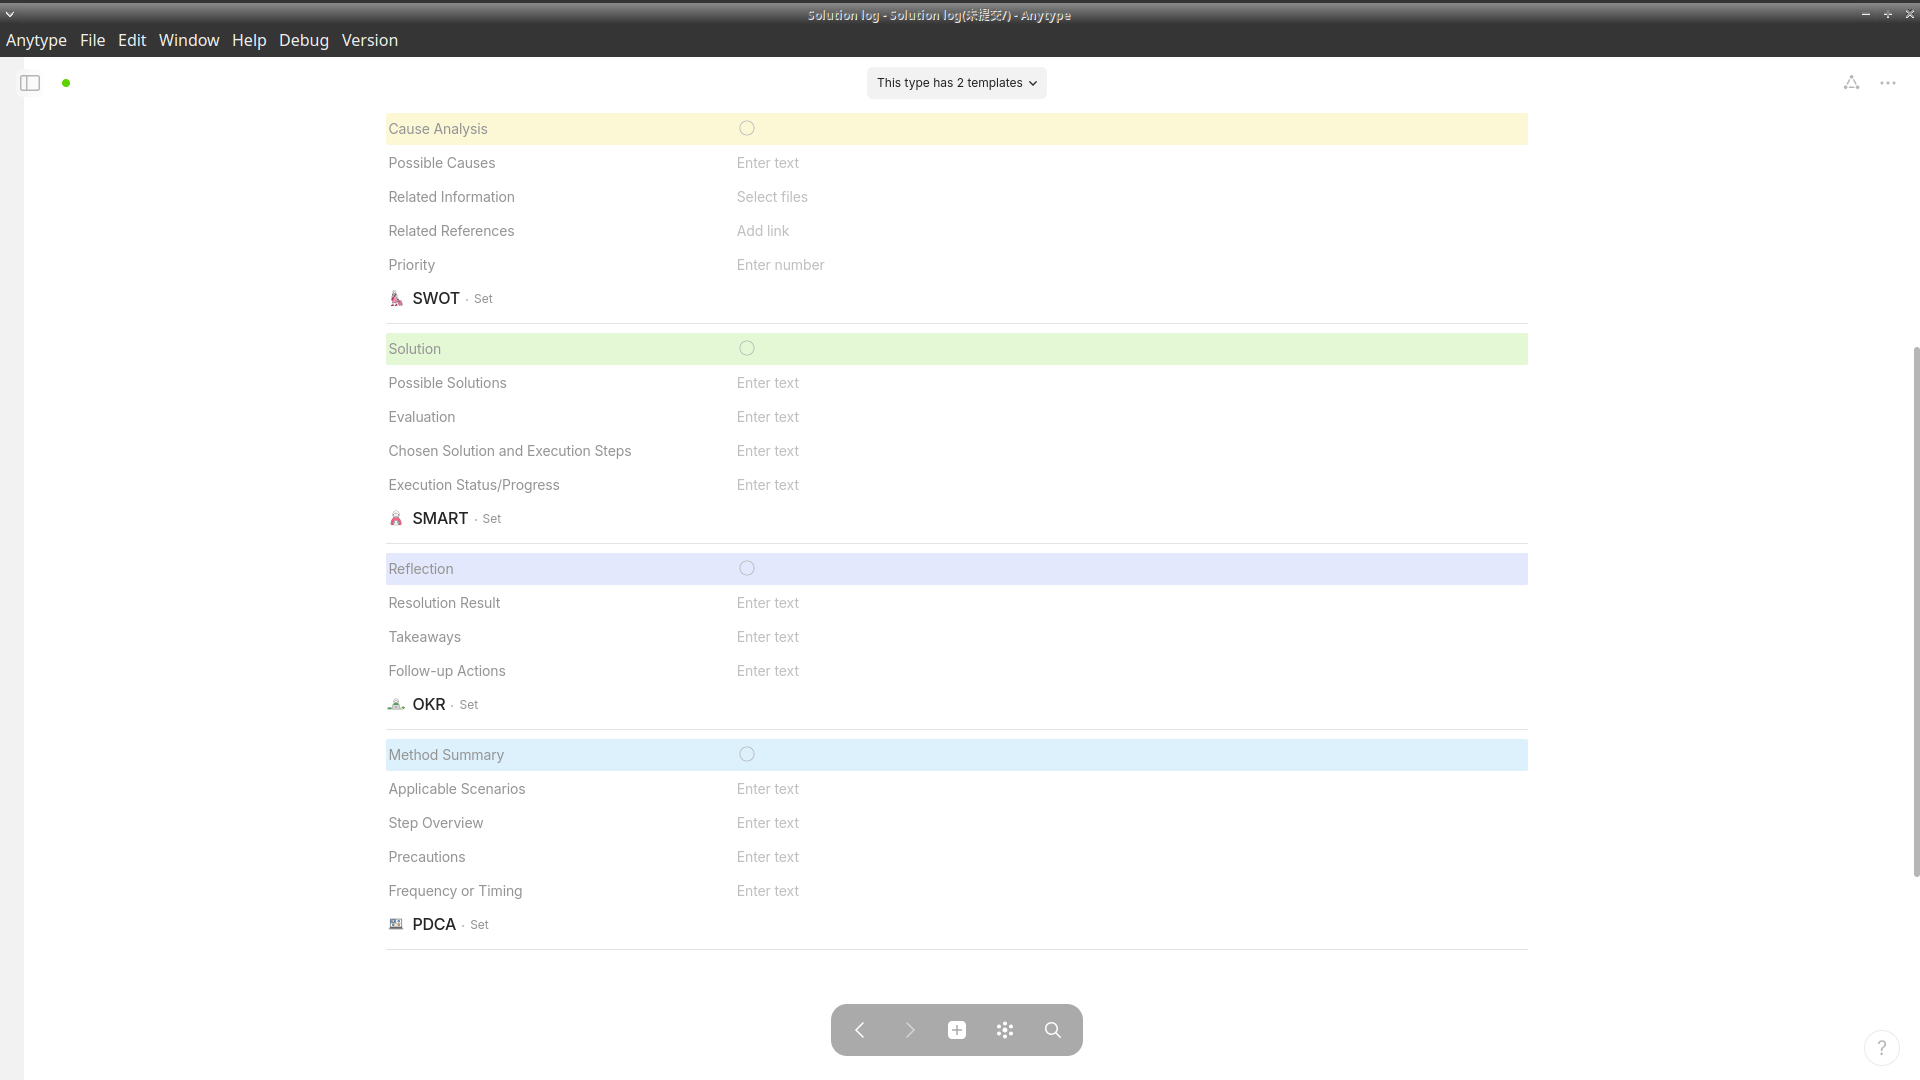 Solution log - Solution log(未提交7) - Anytype
Anytype File Edit Window Help Debug Version
This type has 2 templates
Cause Analysis
Possible Causes Enter text
Related Information Select files
Related References Add link
Priority Enter number
SWOT · Set
Solution
Possible Solutions Enter text
Evaluation Enter text
Chosen Solution and Execution Steps Enter text
Execution Status/Progress Enter text
SMART · Set
Reflection
Resolution Result Enter text
Takeaways Enter text
Follow-up Actions Enter text
OKR · Set
Method Summary
Applicable Scenarios Enter text
Step Overview Enter text
Precautions Enter text
Frequency or Timing Enter text
PDCA · Set
?